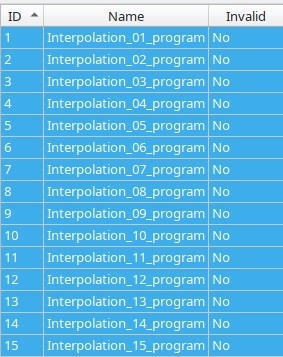 ID Name Invalid
1 Interpolation_01_program No
2 Interpolation_02_program No
3 Interpolation_03_program No
4 Interpolation_04_program No
5 Interpolation_05_program No
6 Interpolation_06_program No
7 Interpolation_07_program No
8 Interpolation_08_program No
9 Interpolation_09_program No
10 Interpolation_10_program No
11 Interpolation_11_program No
12 Interpolation_12_program No
13 Interpolation_13_program No
14 Interpolation_14_program No
15 Interpolation_15_program No